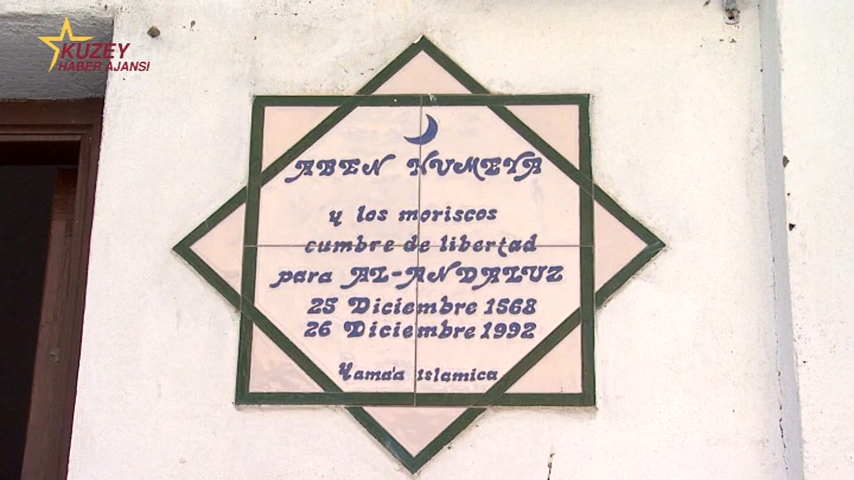 KUZEY
HABER AJANSI
ABEN HUMEYA
y los moriscos
cumbre de libertad
para AL-ANDALUZ
25 Diciembre 1568
26 Diciembre 1992
Yama'a islamica